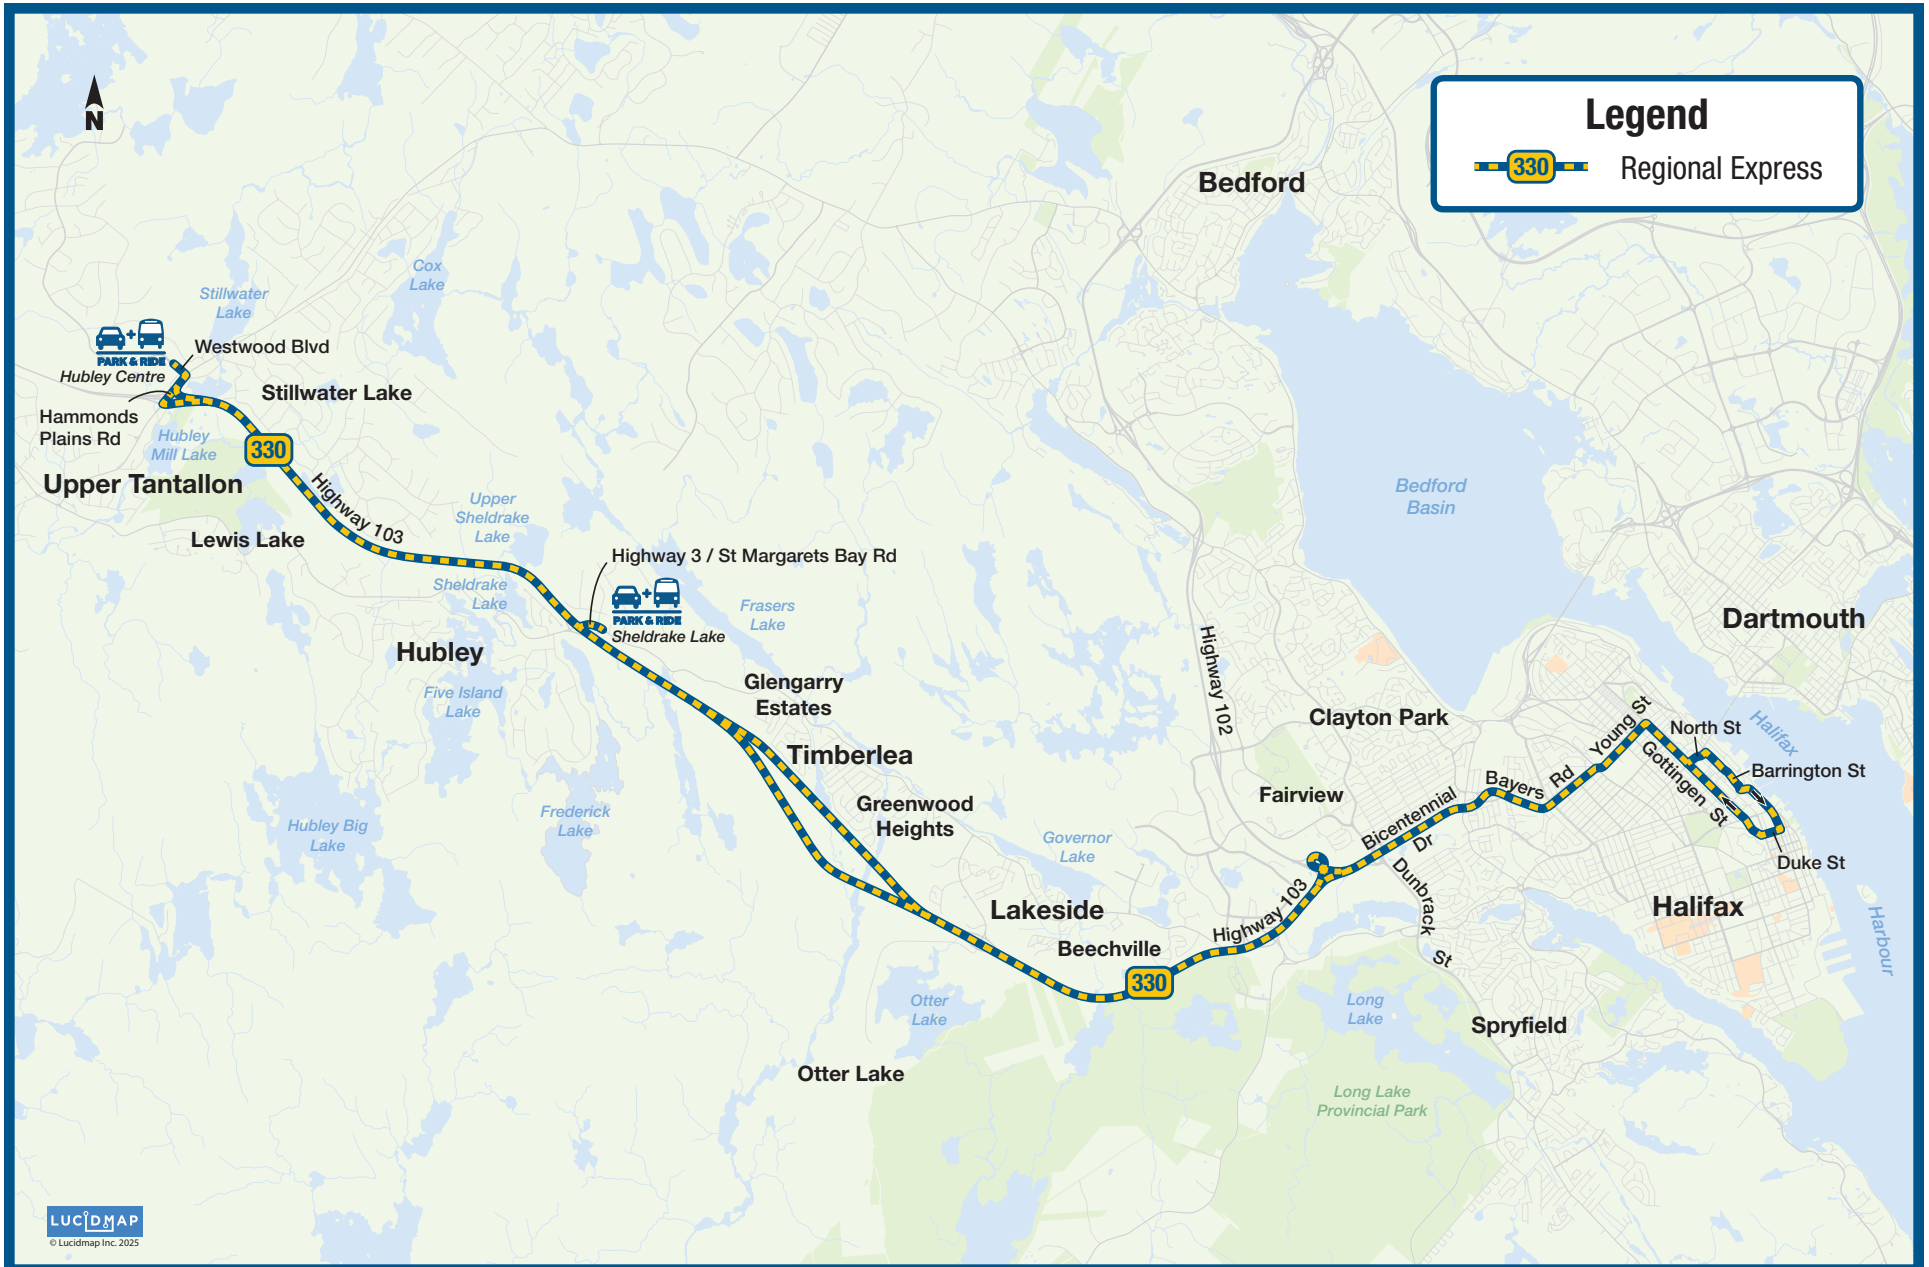 N
Legend
330
Regional Express
Bedford
Cox
Lake
Stillwater
Lake
PARK & RIDE
Hubley Centre
Westwood Blvd
Stillwater Lake
Hammonds
Plains Rd
Hubley
Mill Lake
330
Upper Tantallon
Highway 103
Lewis Lake
Upper
Sheldrake
Lake
Sheldrake
Lake
Highway 3 / St Margarets Bay Rd
PARK & RIDE
Sheldrake Lake
Frasers
Lake
Bedford
Basin
Dartmouth
Hubley
Five Island
Lake
Glengarry
Estates
Timberlea
Greenwood
Heights
Highway 102
Clayton Park
Fairview
Young St
North St
Halifax
Harbour
Barrington St
Gottingen St
Bayers Rd
Bicentennial
Dr
Duke St
Dunbrack St
Halifax
Hubley Big
Lake
Frederick
Lake
Governor
Lake
Lakeside
Beechville
Highway 103
330
Otter
Lake
Long
Lake
Spryfield
Otter Lake
Long Lake
Provincial Park
LUCIDMAP
© Lucidmap Inc. 2025